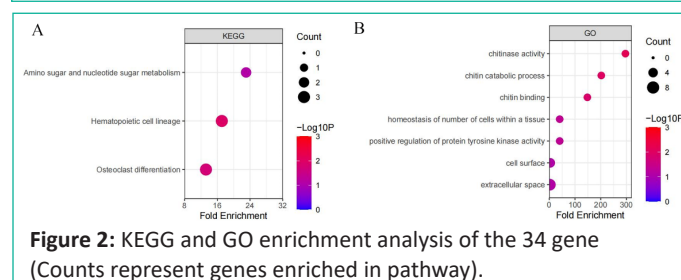 A
KEGG
Amino sugar and nucleotide sugar metabolism
Hematopoietic cell lineage
Osteoclast differentiation
8 16 24 32
Fold Enrichment
Count
0
1
2
3
−Log10P
3
2
1
0
B
GO
chitinase activity
chitin catabolic process
chitin binding
homeostasis of number of cells within a tissue
positive regulation of protein tyrosine kinase activity
cell surface
extracellular space
0 100 200 300
Fold Enrichment
Count
0
4
8
−Log10P
3
2
1
0
Figure 2: KEGG and GO enrichment analysis of the 34 gene
(Counts represent genes enriched in pathway).